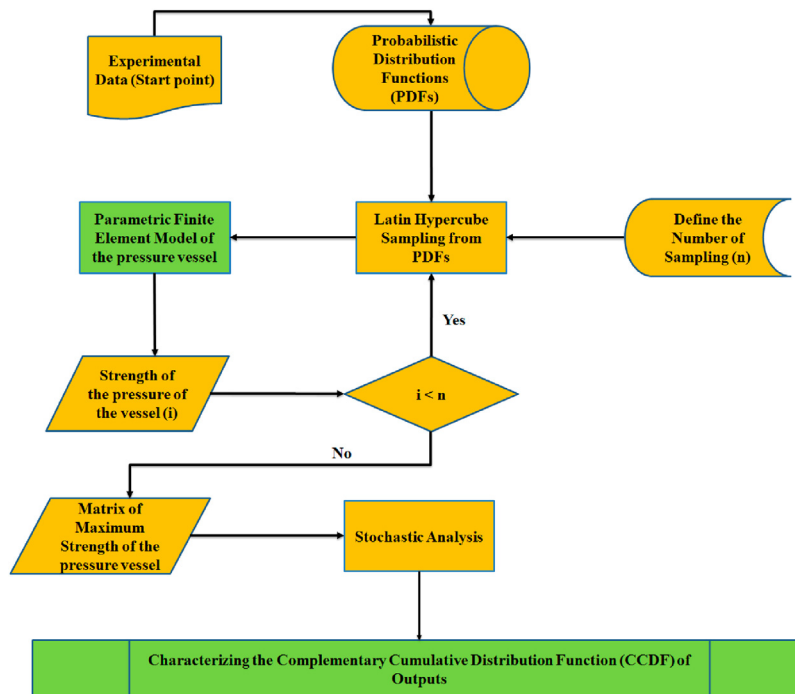 Experimental
Data (Start point)
Probabilistic
Distribution
Functions
(PDFs)
Parametric Finite
Element Model of
the pressure vessel
Latin Hypercube
Sampling from
PDFs
Define the
Number of
Sampling (n)
Yes
Strength of
the pressure of
the vessel (i)
i < n
No
Matrix of
Maximum
Strength of the
pressure vessel
Stochastic Analysis
Characterizing the Complementary Cumulative Distribution Function (CCDF) of
Outputs